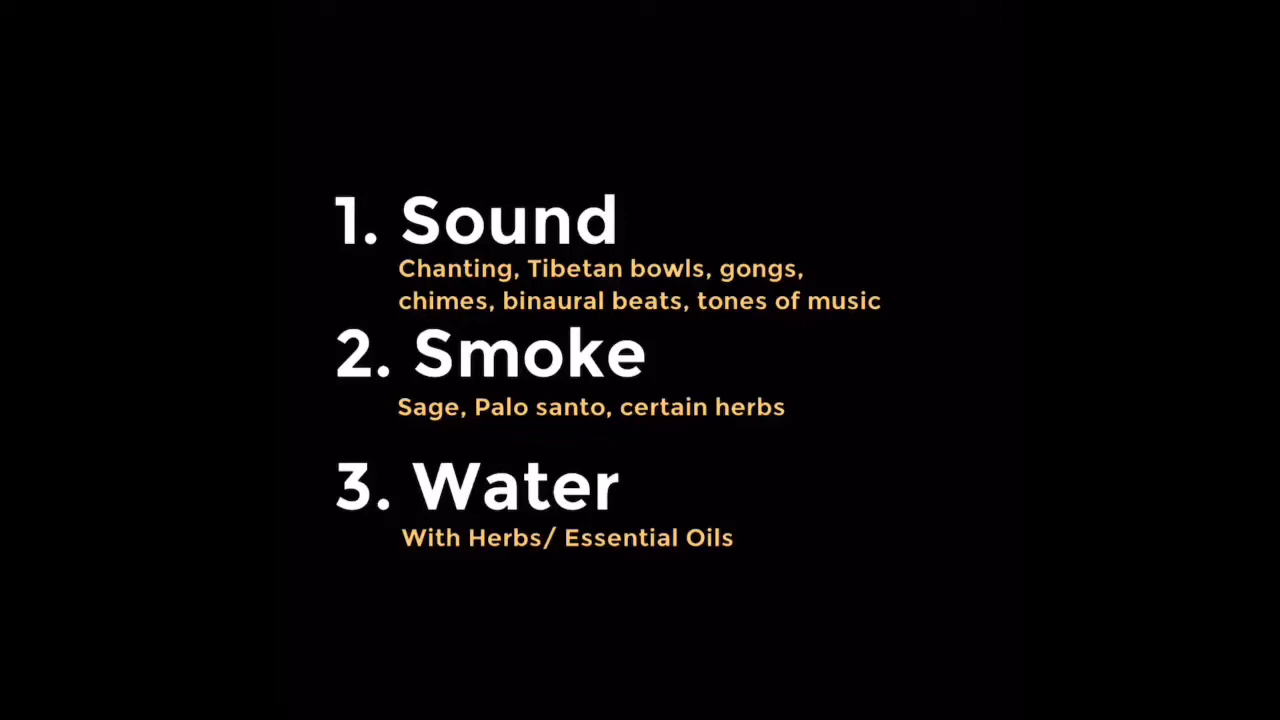 1. Sound
Chanting, Tibetan bowls, gongs,
chimes, binaural beats, tones of music
2. Smoke
Sage, Palo santo, certain herbs
3. Water
With Herbs/ Essential Oils